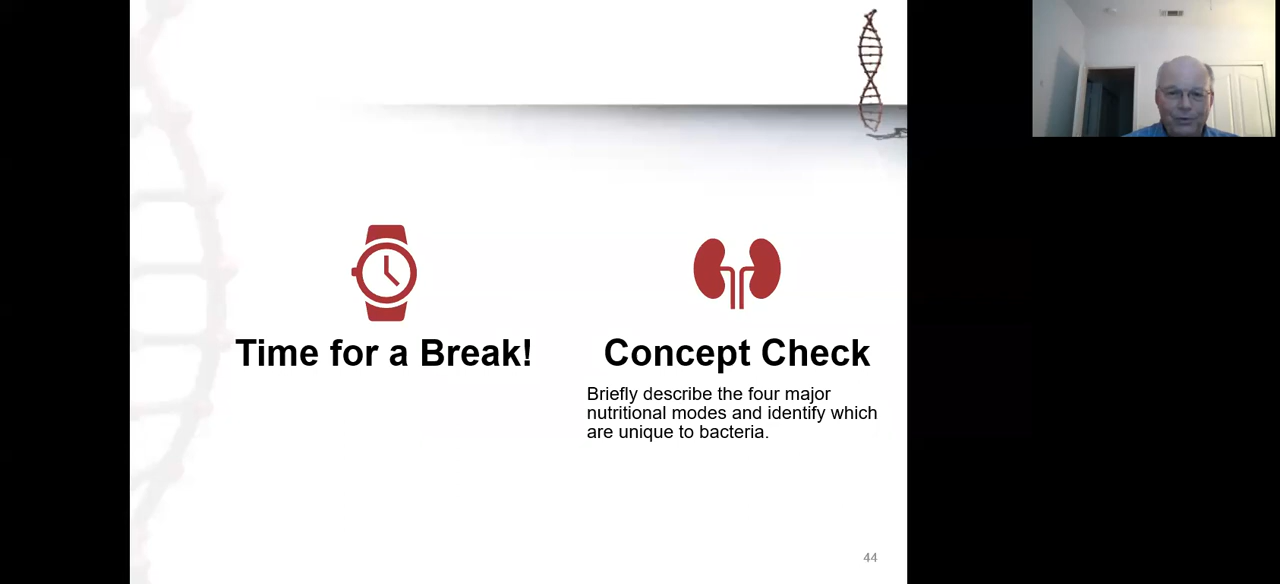 Time for a Break!
Concept Check
Briefly describe the four major
nutritional modes and identify which
are unique to bacteria.
44